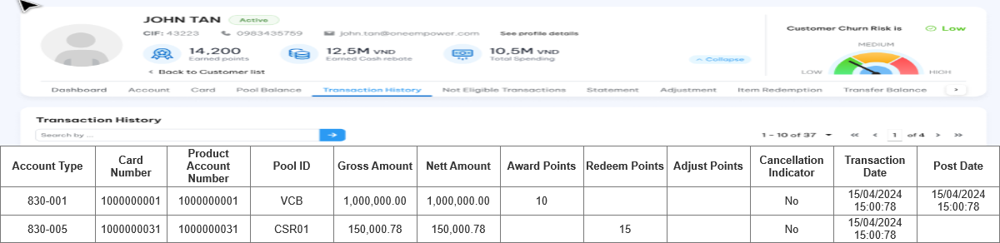 JOHN TAN Active
CIF: 43223 0983435759 john.tan@oneempower.com See profile details
14,200 12,5M VND 10,5M VND
Earned points Earned Cash rebate Total Spending
Collapse
Back to Customer list
Customer Churn Risk is Low
MEDIUM
LOW HIGH
Dashboard Account Card Pool Balance Transaction History Not Eligible Transactions Statement Adjustment Item Redemption Transfer Balance >
Transaction History
Search by ...
1 - 10 of 37 << < 1 of 4 > >>
Account Type Card Number Product Account Number Pool ID Gross Amount Nett Amount Award Points Redeem Points Adjust Points Cancellation Indicator Transaction Date Post Date
830-001 1000000001 1000000001 VCB 1,000,000.00 1,000,000.00 10 No 15/04/2024 15:00:78 15/04/2024 15:00:78
830-005 1000000031 1000000031 CSR01 150,000.78 150,000.78 15 No 15/04/2024 15:00:78